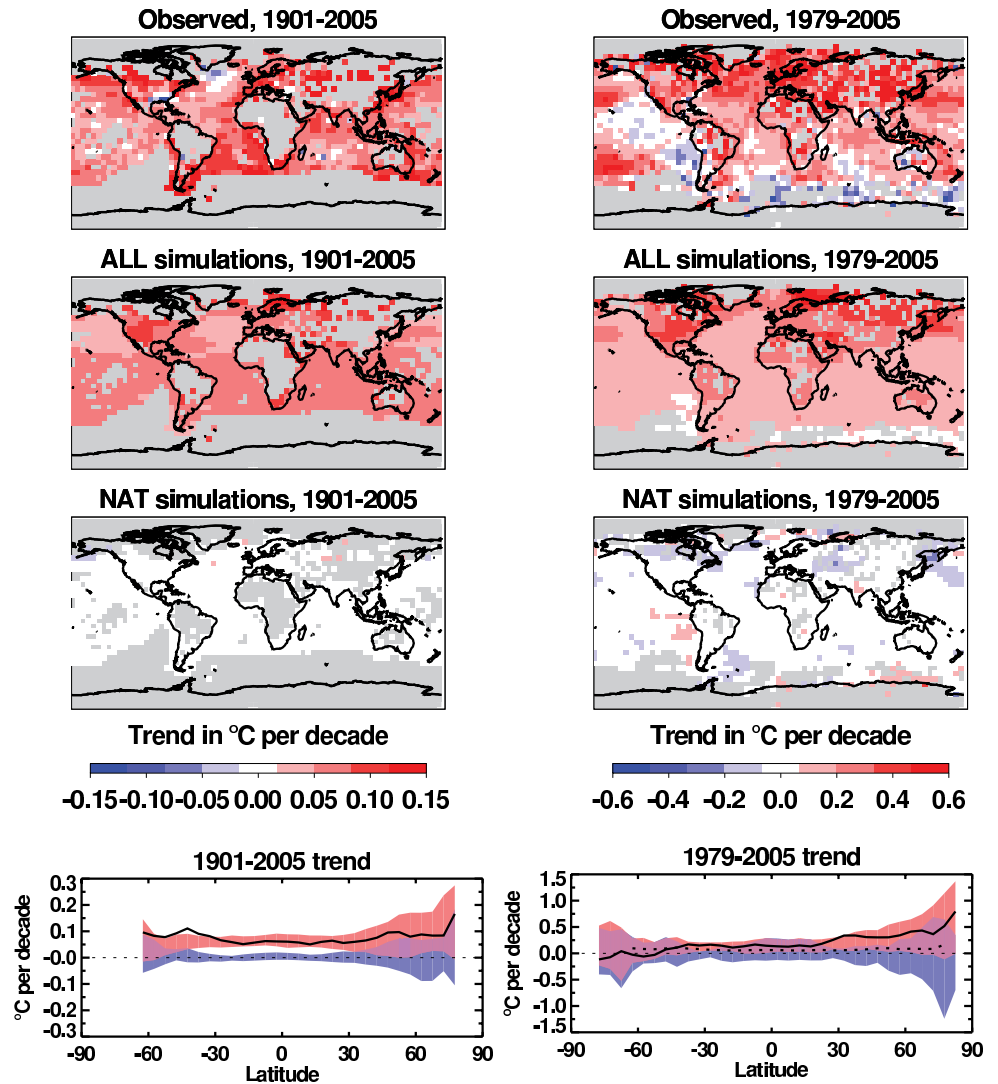 Observed, 1901-2005
Observed, 1979-2005
ALL simulations, 1901-2005
ALL simulations, 1979-2005
NAT simulations, 1901-2005
NAT simulations, 1979-2005
Trend in °C per decade
-0.15 -0.10 -0.05 0.00 0.05 0.10 0.15
Trend in °C per decade
-0.6 -0.4 -0.2 0.0 0.2 0.4 0.6
1901-2005 trend
°C per decade
0.3
0.2
0.1
0.0
-0.1
-0.2
-0.3
-90 -60 -30 0 30 60 90
Latitude
1979-2005 trend
°C per decade
1.5
1.0
0.5
0.0
-0.5
-1.0
-1.5
-90 -60 -30 0 30 60 90
Latitude